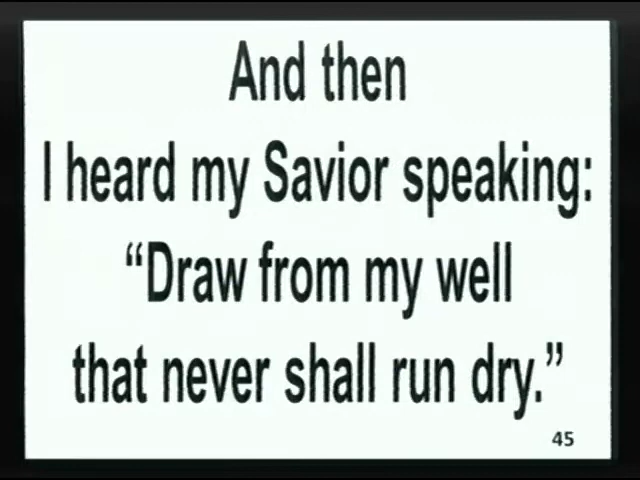 And then
I heard my Savior speaking:
“Draw from my well
that never shall run dry.”
45